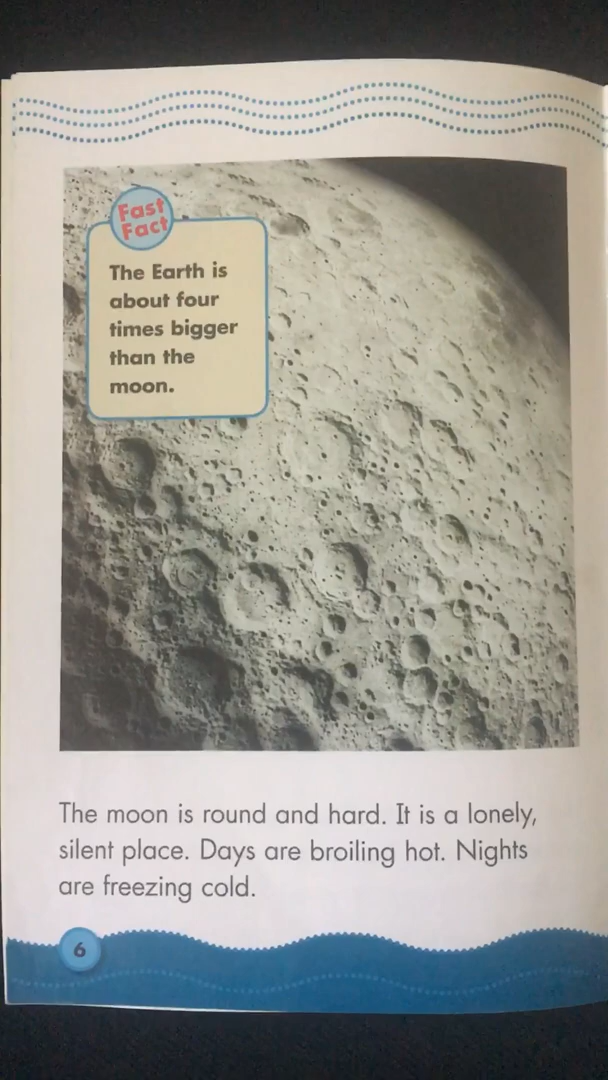 Fast
Fact
The Earth is
about four
times bigger
than the
moon.
The moon is round and hard. It is a lonely,
silent place. Days are broiling hot. Nights
are freezing cold.
6